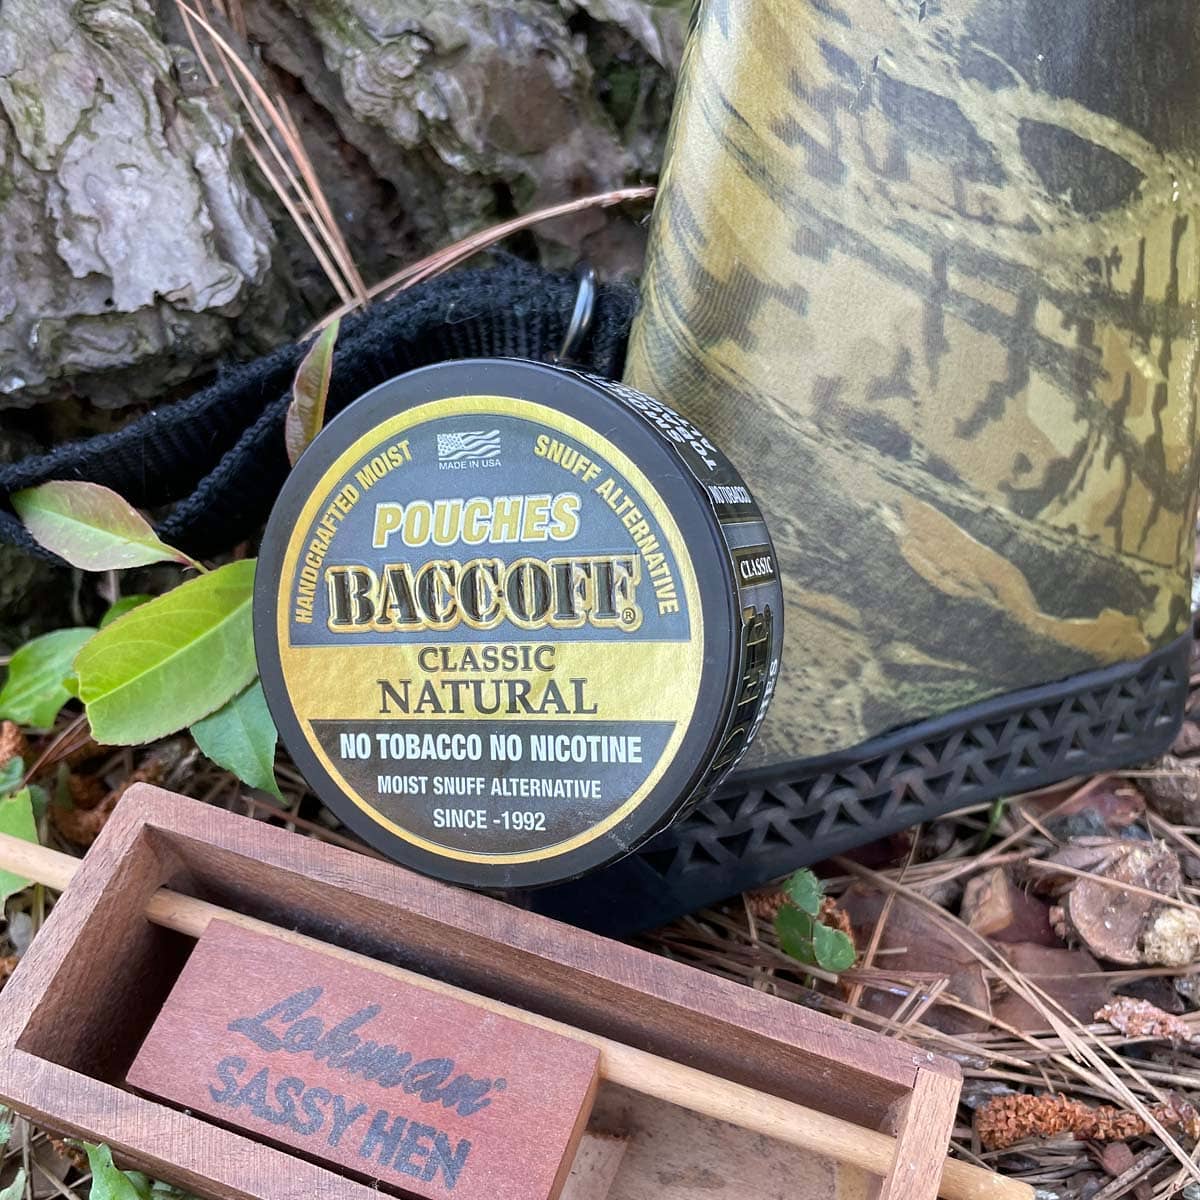 MADE IN USA
HANDCRAFTED MOIST SNUFF ALTERNATIVE
POUCHES
BACCOFF®
CLASSIC
NATURAL
NO TOBACCO NO NICOTINE
MOIST SNUFF ALTERNATIVE
SINCE -1992
NO TOBACCO
CLASSIC
Lohman
SASSY HEN